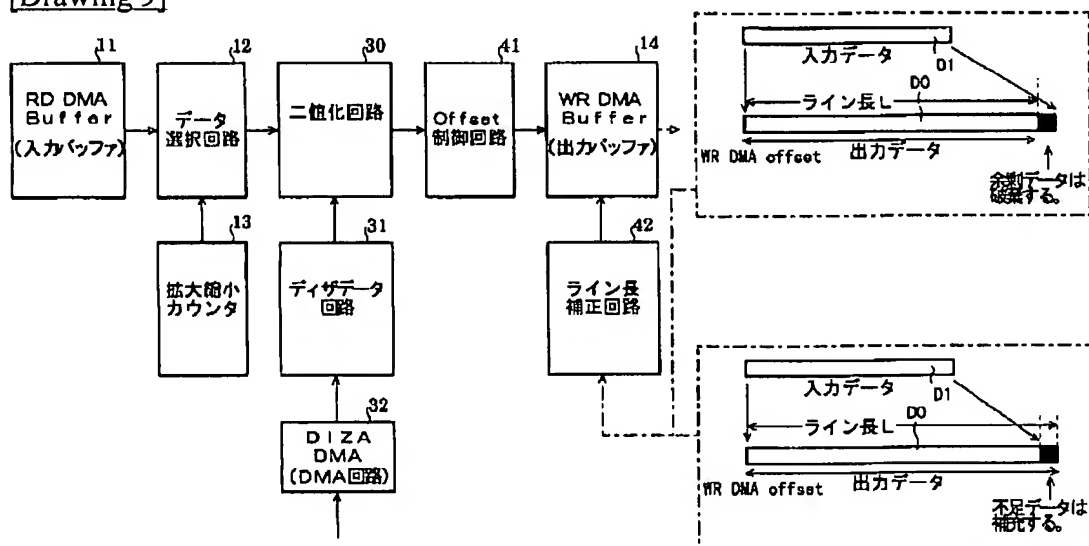 11
RD DMA
Buffer
(入力バッファ)
12
データ
選択回路
30
二値化回路
41
Offset
制御回路
14
WR DMA
Buffer
(出力バッファ)
13
拡大縮小
カウンタ
31
ディザデータ
回路
42
ライン長
補正回路
32
DIZA
DMA
(DMA回路)
入力データ
D1
D0
ライン長L
WR DMA offset
出力データ
余剰データは
破棄する。
入力データ
D1
D0
ライン長L
WR DMA offset
出力データ
不足データは
補充する。